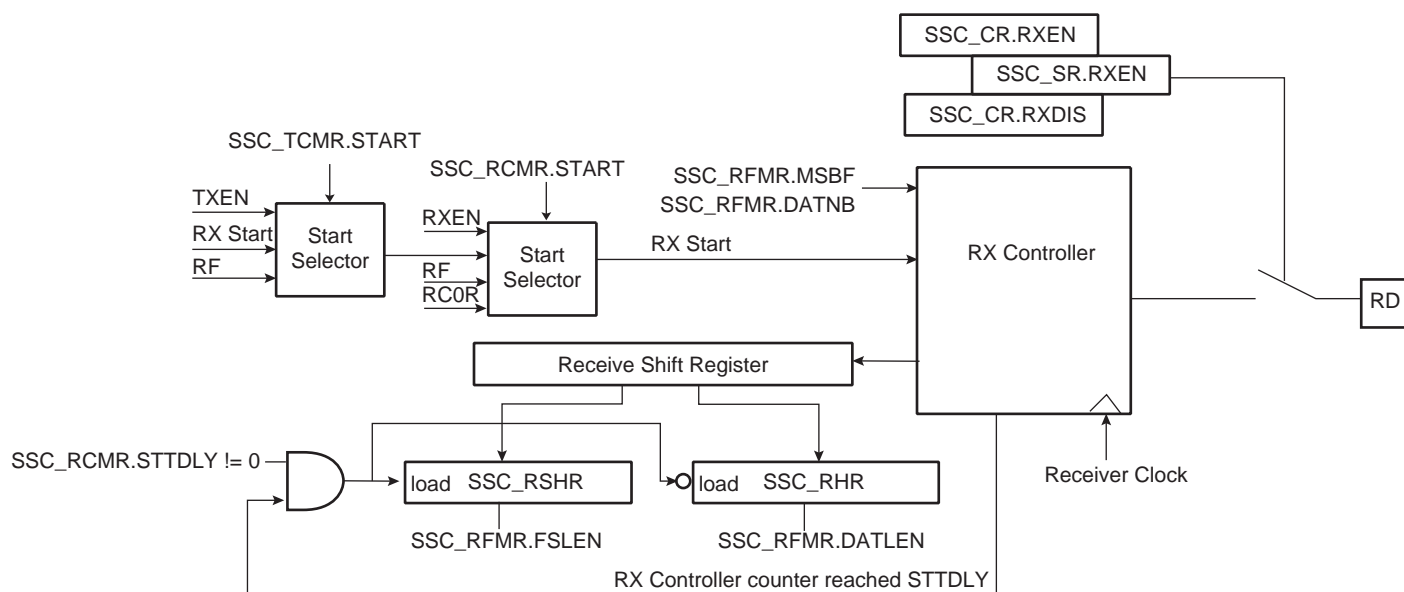 SSC_CR.RXEN
SSC_SR.RXEN
SSC_CR.RXDIS
SSC_TCMR.START
SSC_RCMR.START
SSC_RFMR.MSBF
SSC_RFMR.DATNB
TXEN
RX Start
RF
Start
Selector
RXEN
RF
RC0R
Start
Selector
RX Start
RX Controller
RD
Receive Shift Register
SSC_RCMR.STTDLY != 0
load SSC_RSHR
load SSC_RHR
Receiver Clock
SSC_RFMR.FSLEN
SSC_RFMR.DATLEN
RX Controller counter reached STTDLY